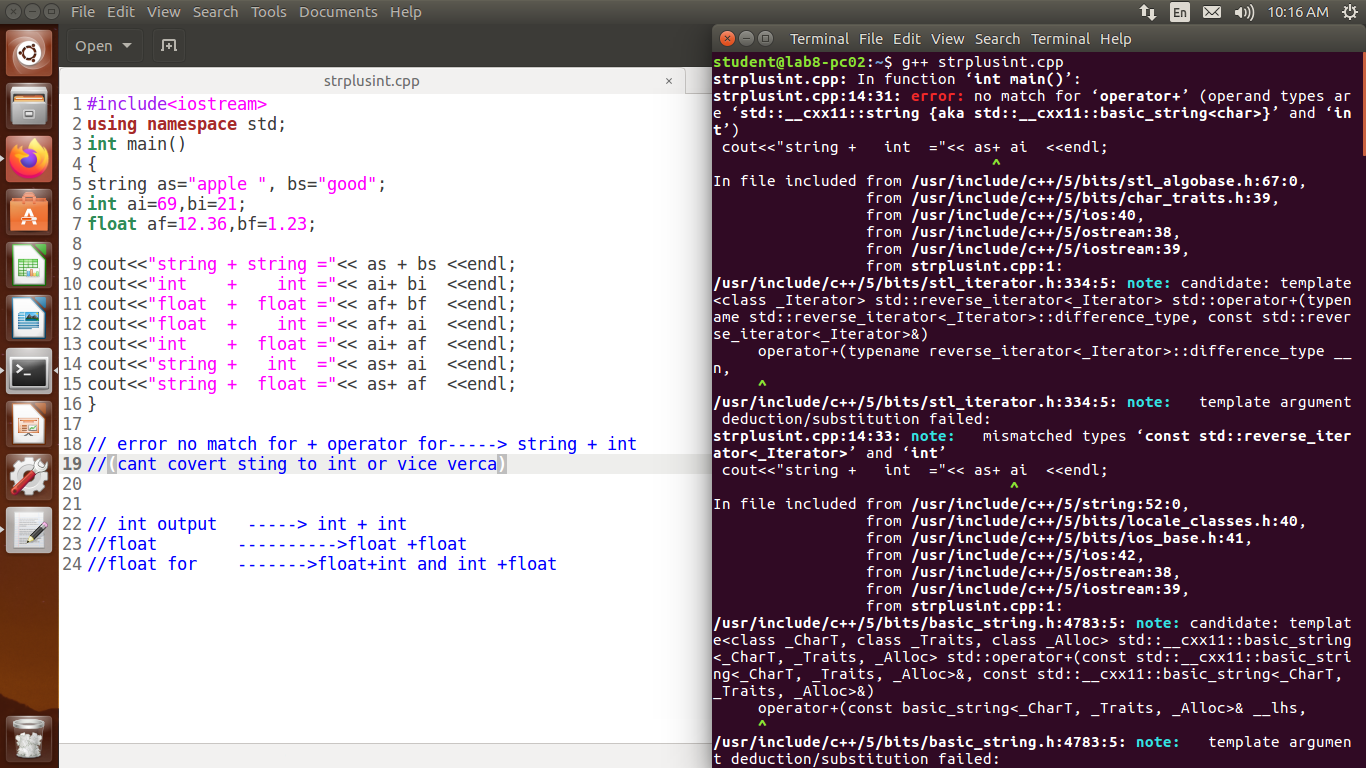 File Edit View Search Tools Documents Help
En 10:16 AM
Open
strplusint.cpp ×
1 #include<iostream>
2 using namespace std;
3 int main()
4 {
5 string as="apple ", bs="good";
6 int ai=69,bi=21;
7 float af=12.36,bf=1.23;
8
9 cout<<"string + string ="<< as + bs <<endl;
10 cout<<"int    +    int ="<< ai+ bi  <<endl;
11 cout<<"float  +  float ="<< af+ bf  <<endl;
12 cout<<"float  +    int ="<< af+ ai  <<endl;
13 cout<<"int    +  float ="<< ai+ af  <<endl;
14 cout<<"string +   int  ="<< as+ ai  <<endl;
15 cout<<"string +  float ="<< as+ af  <<endl;
16 }
17
18 // error no match for + operator for-----> string + int
19 //(cant covert sting to int or vice verca)
20
21
22 // int output   -----> int + int
23 //float        ---------->float +float
24 //float for    ------->float+int and int +float
Terminal File Edit View Search Terminal Help
student@lab8-pc02:~$ g++ strplusint.cpp
strplusint.cpp: In function ‘int main()’:
strplusint.cpp:14:31: error: no match for ‘operator+’ (operand types ar
e ‘std::__cxx11::string {aka std::__cxx11::basic_string<char>}’ and ‘in
t’)
 cout<<"string +   int  ="<< as+ ai  <<endl;
                               ^
In file included from /usr/include/c++/5/bits/stl_algobase.h:67:0,
                 from /usr/include/c++/5/bits/char_traits.h:39,
                 from /usr/include/c++/5/ios:40,
                 from /usr/include/c++/5/ostream:38,
                 from /usr/include/c++/5/iostream:39,
                 from strplusint.cpp:1:
/usr/include/c++/5/bits/stl_iterator.h:334:5: note: candidate: template
<class _Iterator> std::reverse_iterator<_Iterator> std::operator+(typen
ame std::reverse_iterator<_Iterator>::difference_type, const std::rever
se_iterator<_Iterator>&)
     operator+(typename reverse_iterator<_Iterator>::difference_type __
n,
     ^
/usr/include/c++/5/bits/stl_iterator.h:334:5: note:   template argument
 deduction/substitution failed:
strplusint.cpp:14:33: note:   mismatched types ‘const std::reverse_iter
ator<_Iterator>’ and ‘int’
 cout<<"string +   int  ="<< as+ ai  <<endl;
                                 ^
In file included from /usr/include/c++/5/string:52:0,
                 from /usr/include/c++/5/bits/locale_classes.h:40,
                 from /usr/include/c++/5/bits/ios_base.h:41,
                 from /usr/include/c++/5/ios:42,
                 from /usr/include/c++/5/ostream:38,
                 from /usr/include/c++/5/iostream:39,
                 from strplusint.cpp:1:
/usr/include/c++/5/bits/basic_string.h:4783:5: note: candidate: templat
e<class _CharT, class _Traits, class _Alloc> std::__cxx11::basic_string
<_CharT, _Traits, _Alloc> std::operator+(const std::__cxx11::basic_stri
ng<_CharT, _Traits, _Alloc>&, const std::__cxx11::basic_string<_CharT,
_Traits, _Alloc>&)
     operator+(const basic_string<_CharT, _Traits, _Alloc>& __lhs,
     ^
/usr/include/c++/5/bits/basic_string.h:4783:5: note:   template argumen
t deduction/substitution failed: